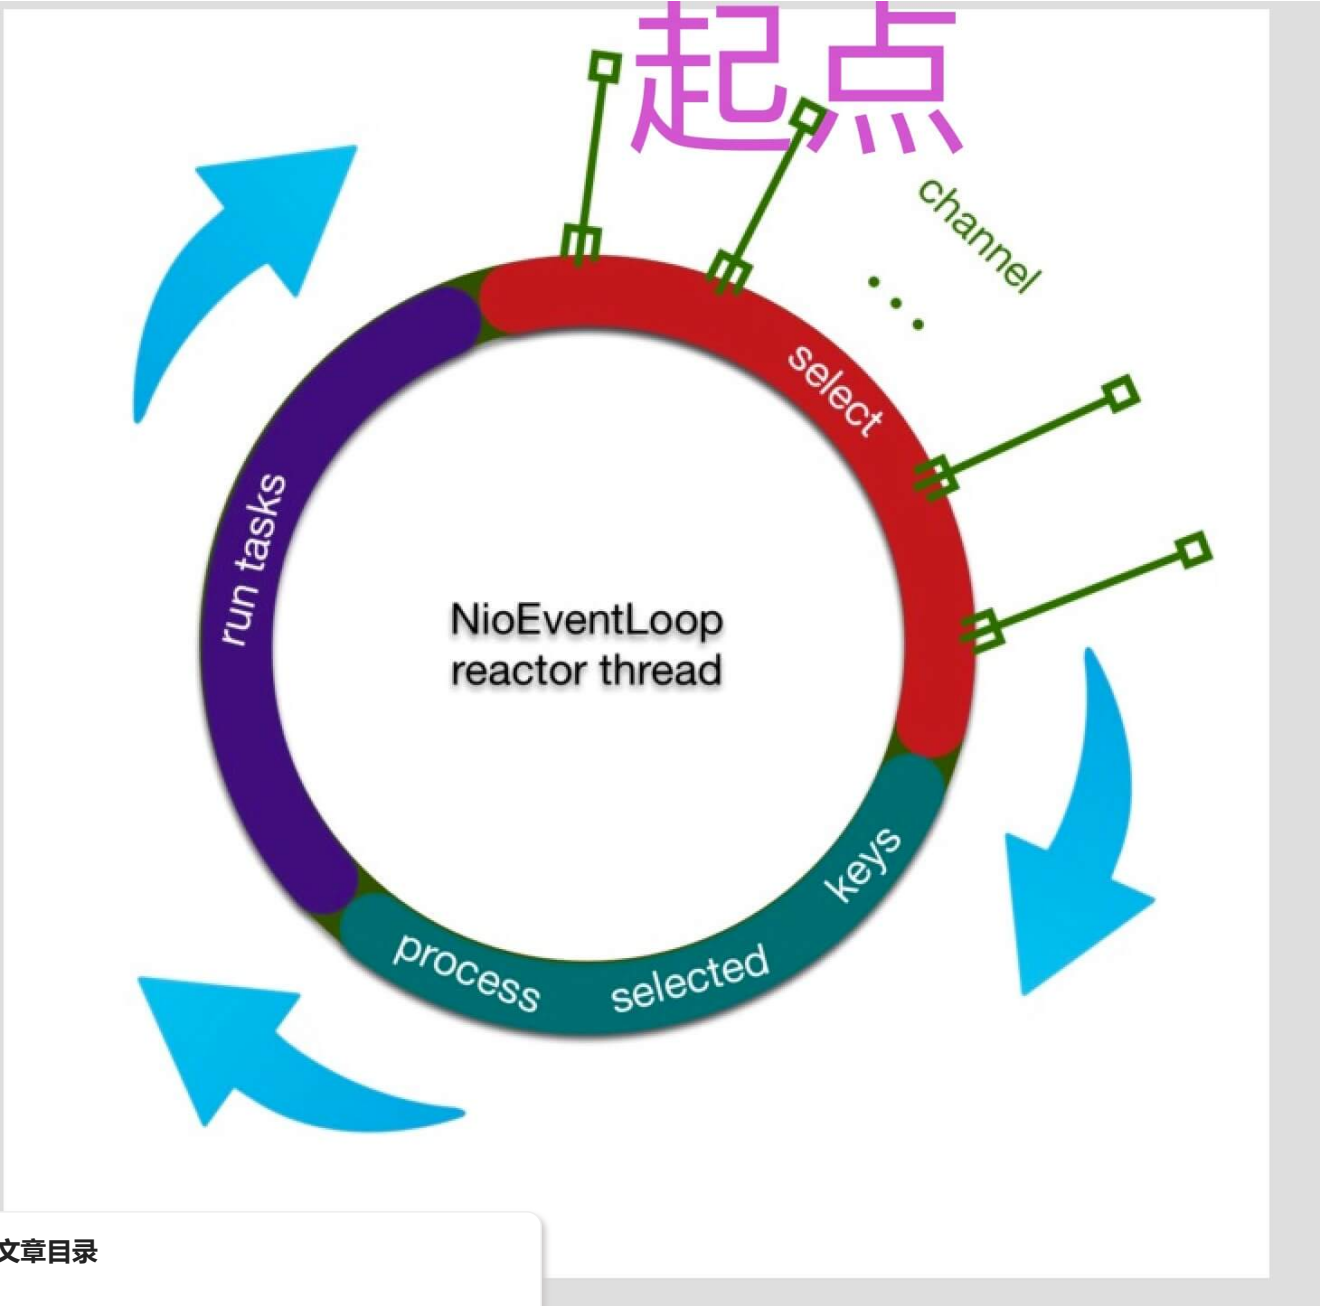 起点
channel
select
run tasks
NioEventLoop
reactor thread
keys
process selected
文章目录